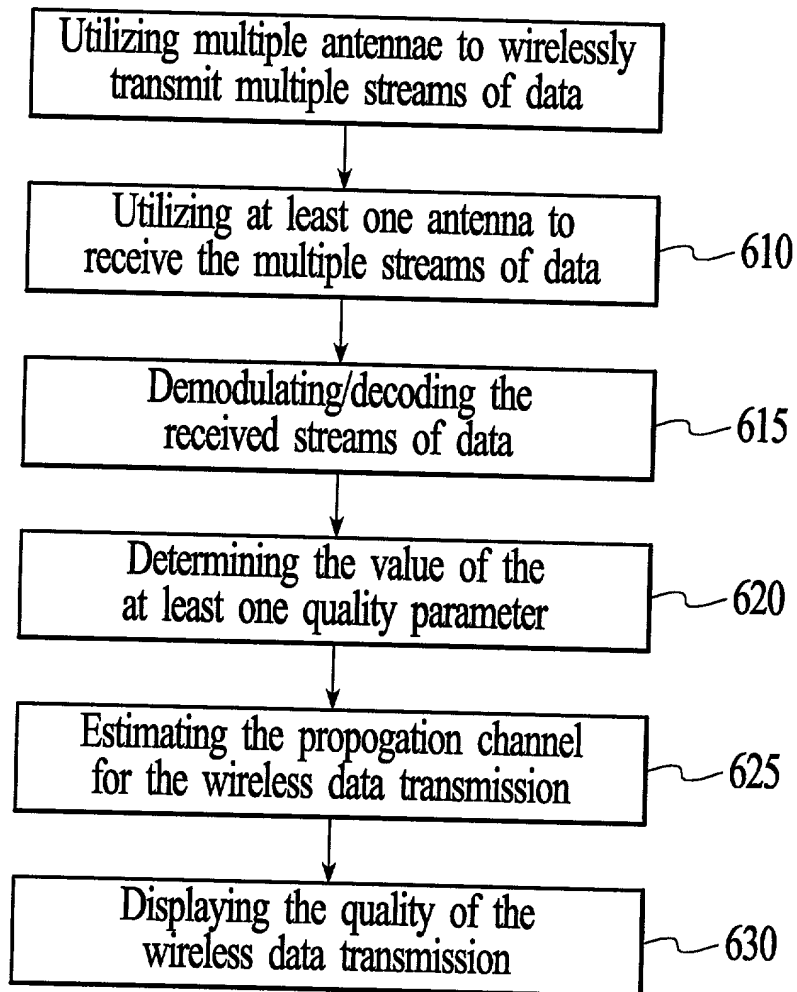 Utilizing multiple antennae to wirelessly
transmit multiple streams of data
Utilizing at least one antenna to
receive the multiple streams of data
610
Demodulating/decoding the
received streams of data
615
Determining the value of the
at least one quality parameter
620
Estimating the propogation channel
for the wireless data transmission
625
Displaying the quality of the
wireless data transmission
630